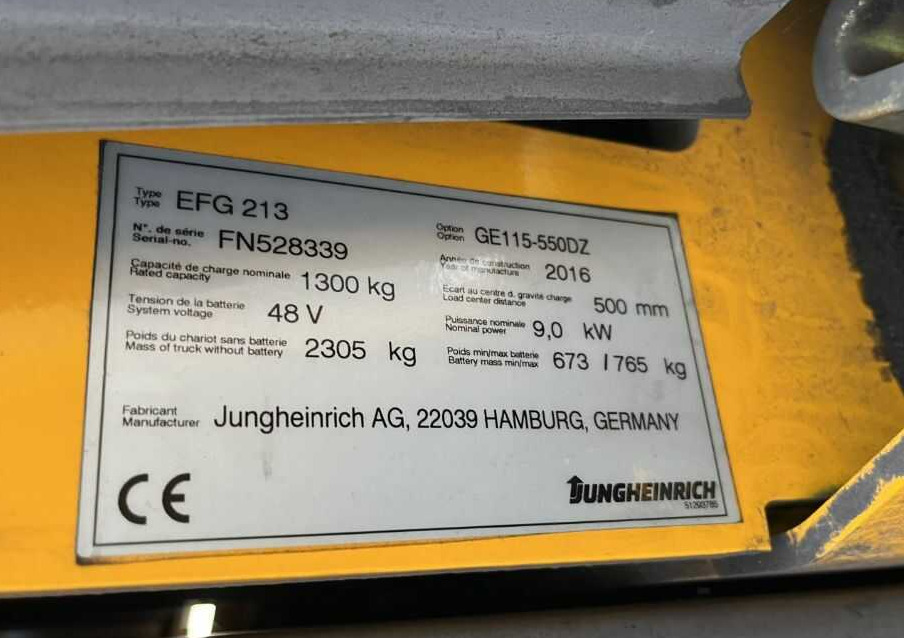 Type
Type EFG 213
Option
Option GE115-550DZ
N°. de série
Serial-no. FN528339
Année de construction
Year of manufacture 2016
Capacité de charge nominale
Rated capacity 1300 kg
Ecart au centre d. gravité charge
Load center distance 500 mm
Tension de la batterie
System voltage 48 V
Puissance nominale
Nominal power 9,0 kW
Poids du chariot sans batterie
Mass of truck without battery 2305 kg
Poids min/max batterie
Battery mass min/max 673 / 765 kg
Fabricant
Manufacturer Jungheinrich AG, 22039 HAMBURG, GERMANY
CE
JUNGHEINRICH